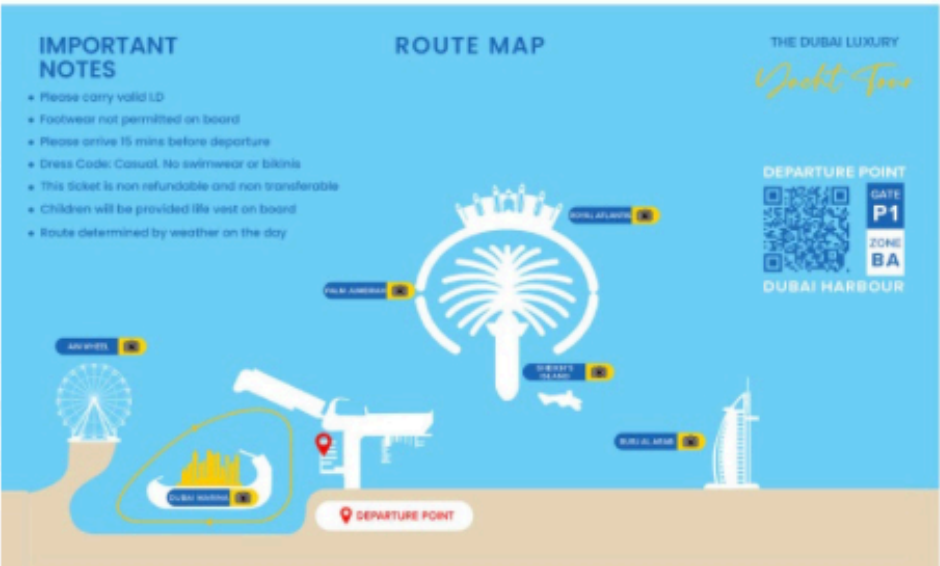 IMPORTANT
NOTES
• Please carry valid I.D
• Footwear not permitted on board
• Please arrive 15 mins before departure
• Dress Code: Casual. No swimwear or bikinis
• This ticket is non refundable and non transferable
• Children will be provided life vest on board
• Route determined by weather on the day
ROUTE MAP
THE DUBAI LUXURY
Yacht Tour
DEPARTURE POINT
GATE
P1
ZONE
BA
DUBAI HARBOUR
ROYAL ATLANTIS
PALM JUMEIRAH
AIN WHEEL
SHEIKH'S
ISLAND
BURJ AL ARAB
DUBAI MARINA
DEPARTURE POINT